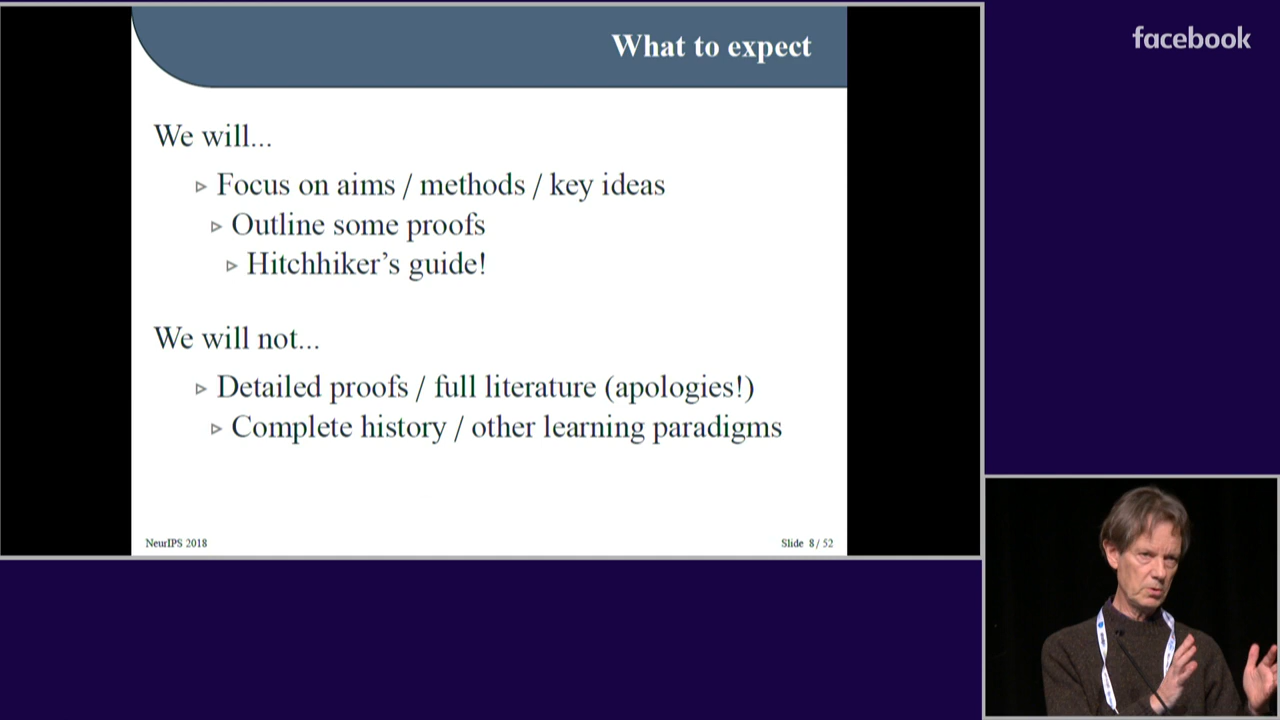 What to expect
facebook
We will...
Focus on aims / methods / key ideas
Outline some proofs
Hitchhiker's guide!
We will not...
Detailed proofs / full literature (apologies!)
Complete history / other learning paradigms
NeurIPS 2018
Slide 8 / 52